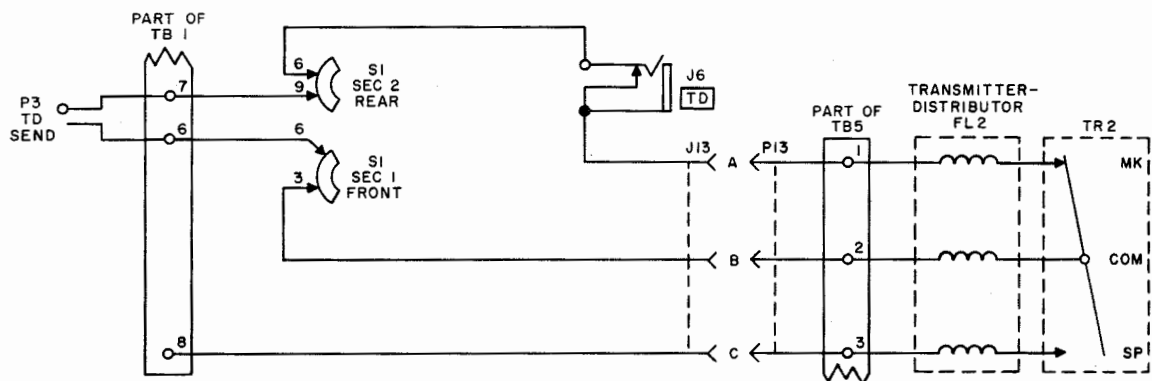 PART OF
TB 1
P3
TD
SEND
7
6
8
6
9
S1
SEC 2
REAR
6
3
S1
SEC 1
FRONT
J6
TD
J13
P13
A
B
C
PART OF
TB5
1
2
3
TRANSMITTER-
DISTRIBUTOR
FL2
TR2
MK
COM
SP